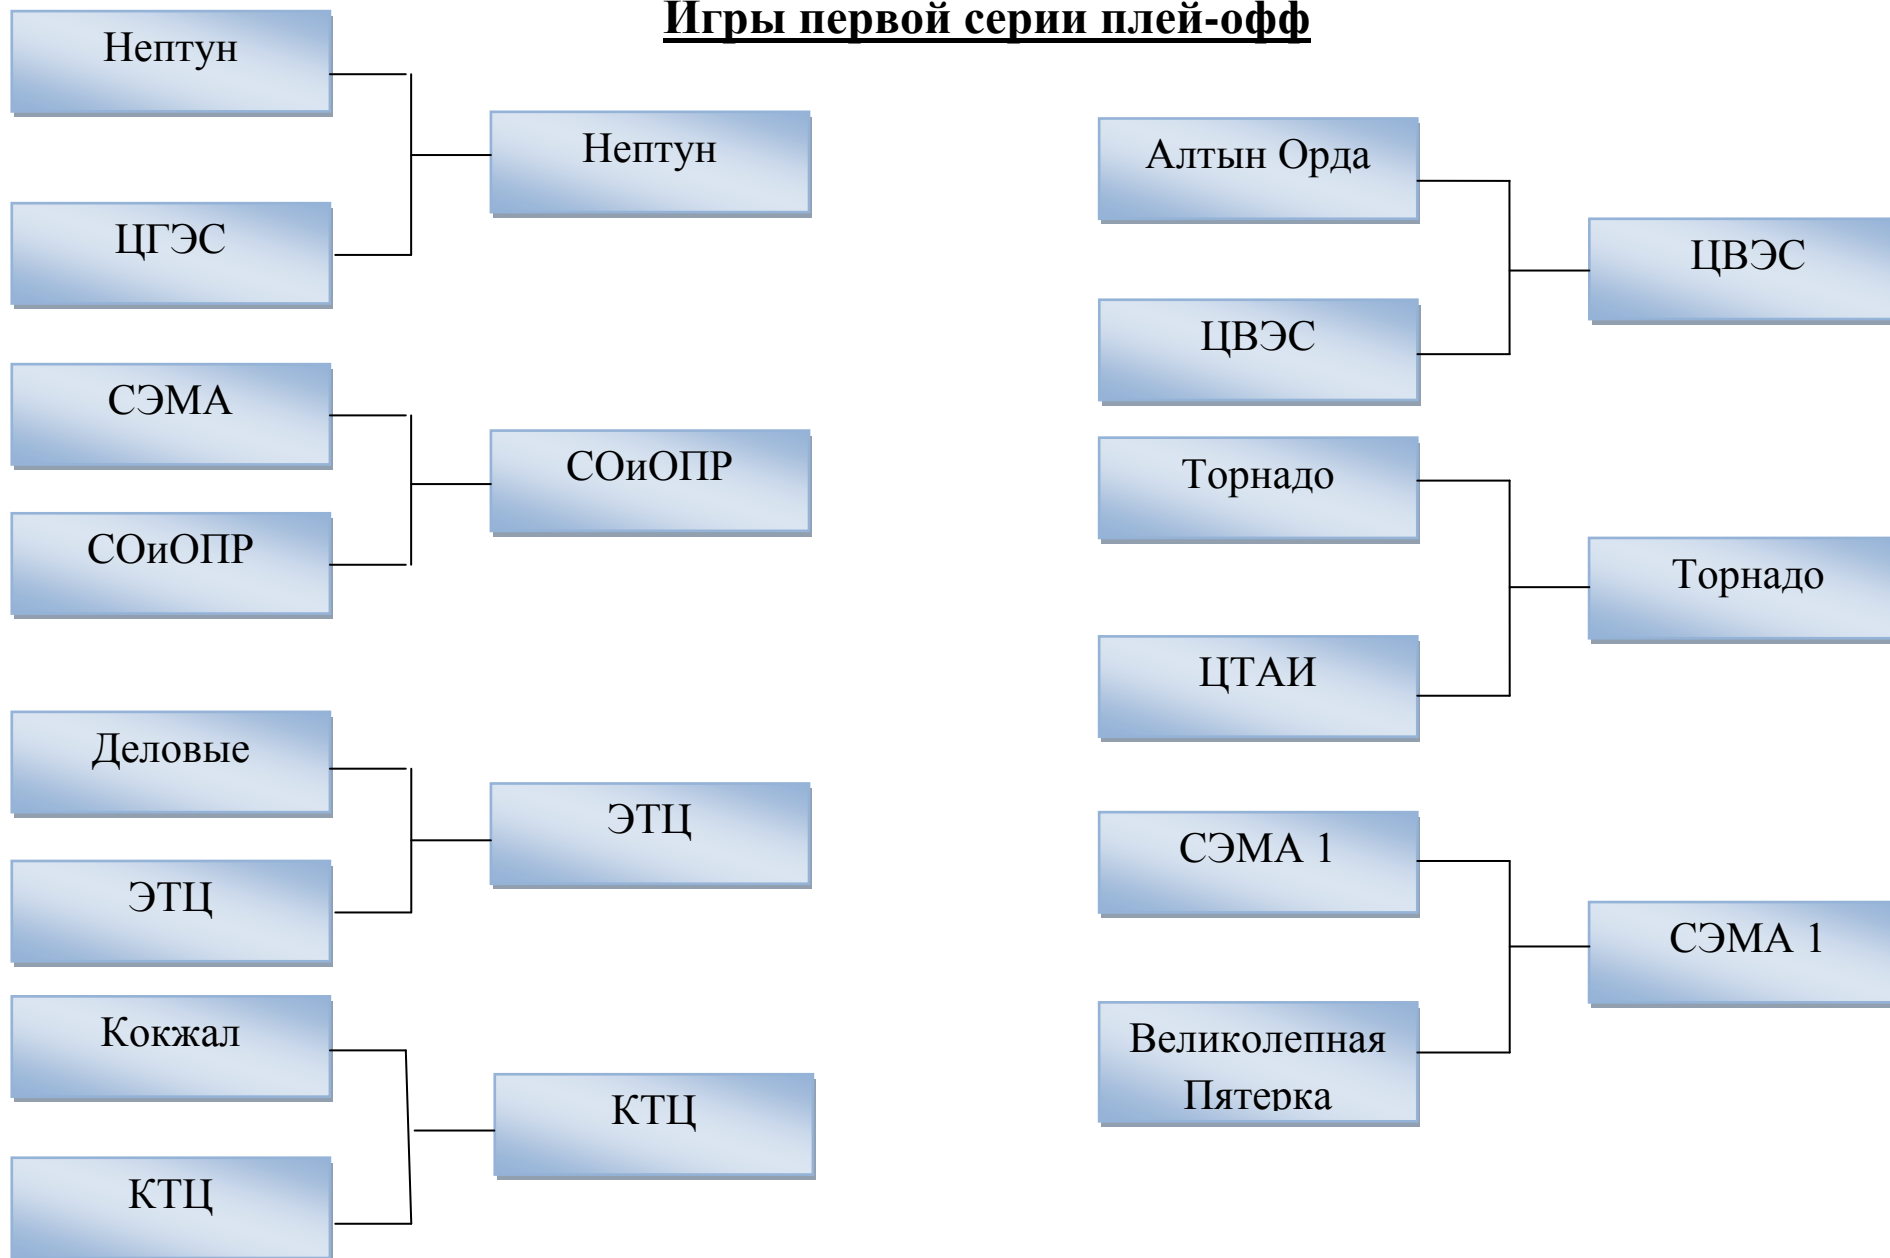 Игры первой серии плей-офф
Нептун
ЦГЭС
Нептун
СЭМА
СОиОПР
СОиОПР
Деловые
ЭТЦ
ЭТЦ
Кокжал
КТЦ
КТЦ
Алтын Орда
ЦВЭС
ЦВЭС
Торнадо
ЦТАИ
Торнадо
СЭМА 1
Великолепная
Пятерка
СЭМА 1